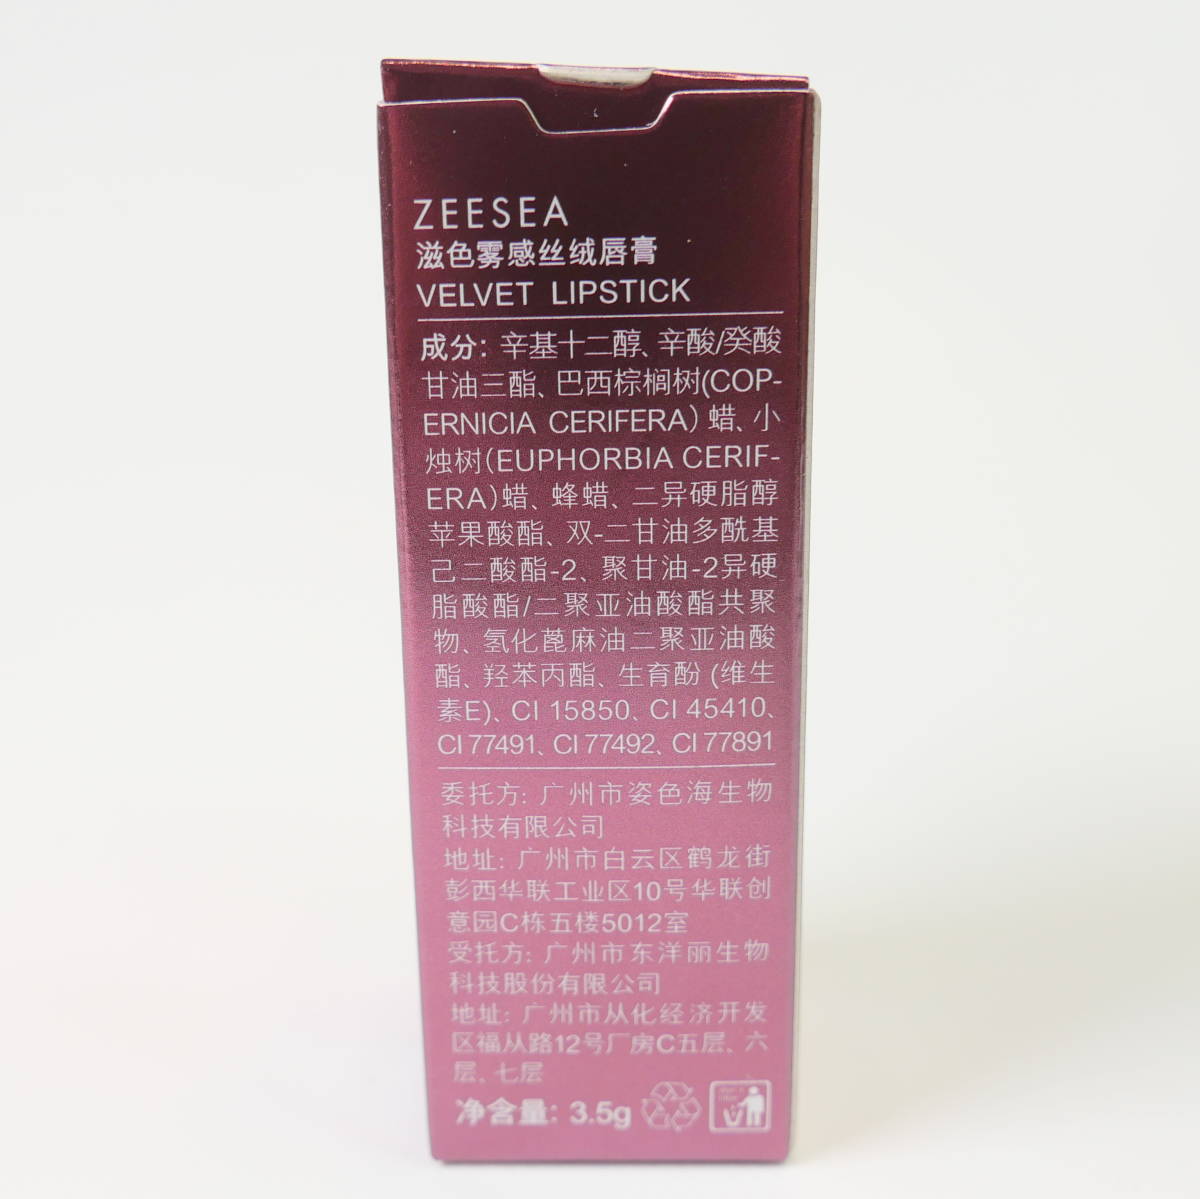 ZEESEA
滋色雾感丝绒唇膏
VELVET LIPSTICK
成分: 辛基十二醇、辛酸/癸酸
甘油三酯、巴西棕榈树(COP-
ERNICIA CERIFERA) 蜡、小
烛树(EUPHORBIA CERIF-
ERA)蜡、蜂蜡、二异硬脂醇
苹果酸酯、双-二甘油多酰基
己二酸酯-2、聚甘油-2异硬
脂酸酯/二聚亚油酸酯共聚
物、氢化蓖麻油二聚亚油酸
酯、羟苯丙酯、生育酚 (维生
素E)、CI 15850、CI 45410、
CI 77491、CI 77492、CI 77891
委托方: 广州市姿色海生物
科技有限公司
地址: 广州市白云区鹤龙街
彭西华联工业区10号华联创
意园C栋五楼5012室
受托方: 广州市东洋丽生物
科技股份有限公司
地址: 广州市从化经济开发
区福从路12号厂房C五层、六
层、七层
净含量: 3.5g